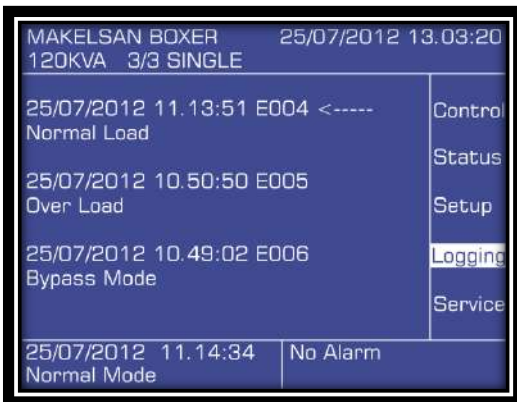 MAKELSAN BOXER 25/07/2012 13.03:20
120KVA 3/3 SINGLE
25/07/2012 11.13:51 E004 <-----
Normal Load
25/07/2012 10.50:50 E005
Over Load
25/07/2012 10.49:02 E006
Bypass Mode
Control
Status
Setup
Logging
Service
25/07/2012 11.14:34 No Alarm
Normal Mode